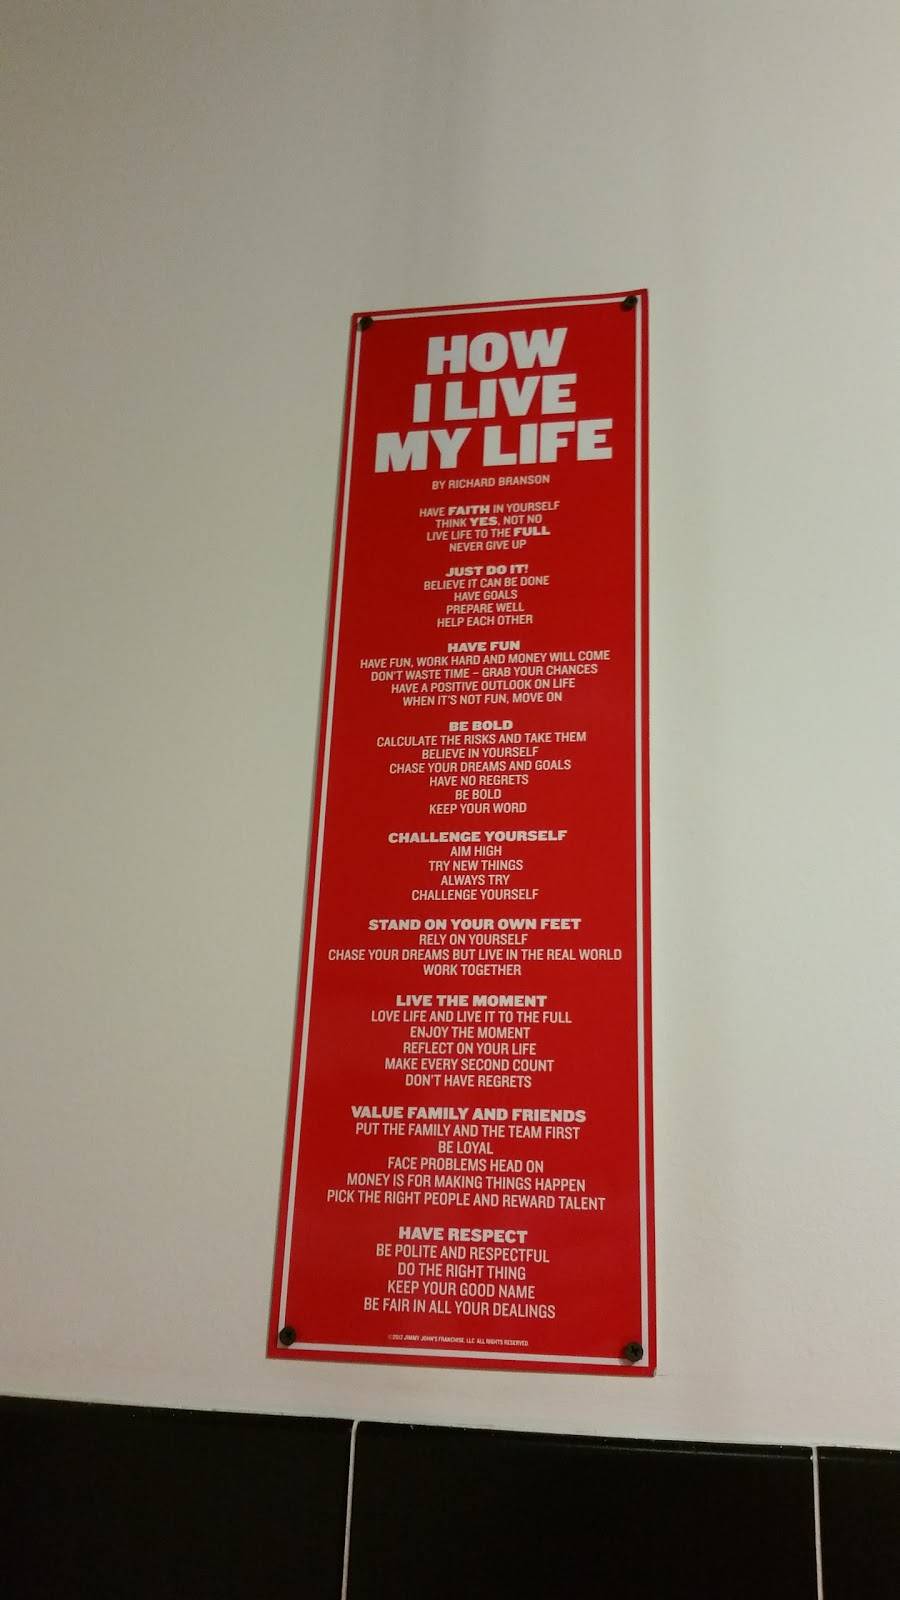 HOW
I LIVE
MY LIFE
BY RICHARD BRANSON
HAVE FAITH IN YOURSELF
THINK YES, NOT NO
LIVE LIFE TO THE FULL
NEVER GIVE UP
JUST DO IT!
BELIEVE IT CAN BE DONE
HAVE GOALS
PREPARE WELL
HELP EACH OTHER
HAVE FUN
HAVE FUN, WORK HARD AND MONEY WILL COME
DON'T WASTE TIME – GRAB YOUR CHANCES
HAVE A POSITIVE OUTLOOK ON LIFE
WHEN IT'S NOT FUN, MOVE ON
BE BOLD
CALCULATE THE RISKS AND TAKE THEM
BELIEVE IN YOURSELF
CHASE YOUR DREAMS AND GOALS
HAVE NO REGRETS
BE BOLD
KEEP YOUR WORD
CHALLENGE YOURSELF
AIM HIGH
TRY NEW THINGS
ALWAYS TRY
CHALLENGE YOURSELF
STAND ON YOUR OWN FEET
RELY ON YOURSELF
CHASE YOUR DREAMS BUT LIVE IN THE REAL WORLD
WORK TOGETHER
LIVE THE MOMENT
LOVE LIFE AND LIVE IT TO THE FULL
ENJOY THE MOMENT
REFLECT ON YOUR LIFE
MAKE EVERY SECOND COUNT
DON'T HAVE REGRETS
VALUE FAMILY AND FRIENDS
PUT THE FAMILY AND THE TEAM FIRST
BE LOYAL
FACE PROBLEMS HEAD ON
MONEY IS FOR MAKING THINGS HAPPEN
PICK THE RIGHT PEOPLE AND REWARD TALENT
HAVE RESPECT
BE POLITE AND RESPECTFUL
DO THE RIGHT THING
KEEP YOUR GOOD NAME
BE FAIR IN ALL YOUR DEALINGS
©2012 JIMMY JOHN'S FRANCHISE, LLC ALL RIGHTS RESERVED